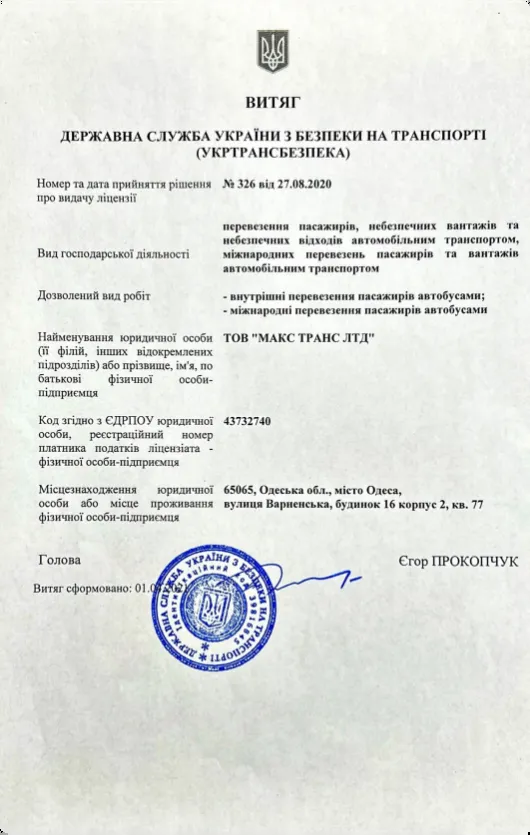 ВИТЯГ
ДЕРЖАВНА СЛУЖБА УКРАЇНИ З БЕЗПЕКИ НА ТРАНСПОРТІ
(УКРТРАНСБЕЗПЕКА)
Номер та дата прийняття рішення № 326 від 27.08.2020
про видачу ліцензії
перевезення пасажирів, небезпечних вантажів та
небезпечних відходів автомобільним транспортом,
Вид господарської діяльності міжнародних перевезень пасажирів та вантажів
автомобільним транспортом
Дозволений вид робіт - внутрішні перевезення пасажирів автобусами;
- міжнародні перевезення пасажирів автобусами
Найменування юридичної особи ТОВ "МАКС ТРАНС ЛТД"
(її філій, інших відокремлених
підрозділів) або прізвище, ім'я, по
батькові фізичної особи-
підприємця
Код згідно з ЄДРПОУ юридичної 43732740
особи, реєстраційний номер
платника податків ліцензіата -
фізичної особи-підприємця
Місцезнаходження юридичної 65065, Одеська обл., місто Одеса,
особи або місце проживання вулиця Варненська, будинок 16 корпус 2, кв. 77
фізичної особи-підприємця
Голова Єгор ПРОКОПЧУК
Витяг сформовано: 01.0
ДЕРЖАВНА СЛУЖБА УКРАЇНИ З БЕЗПЕКИ НА ТРАНСПОРТІ
Ідентифікаційний код